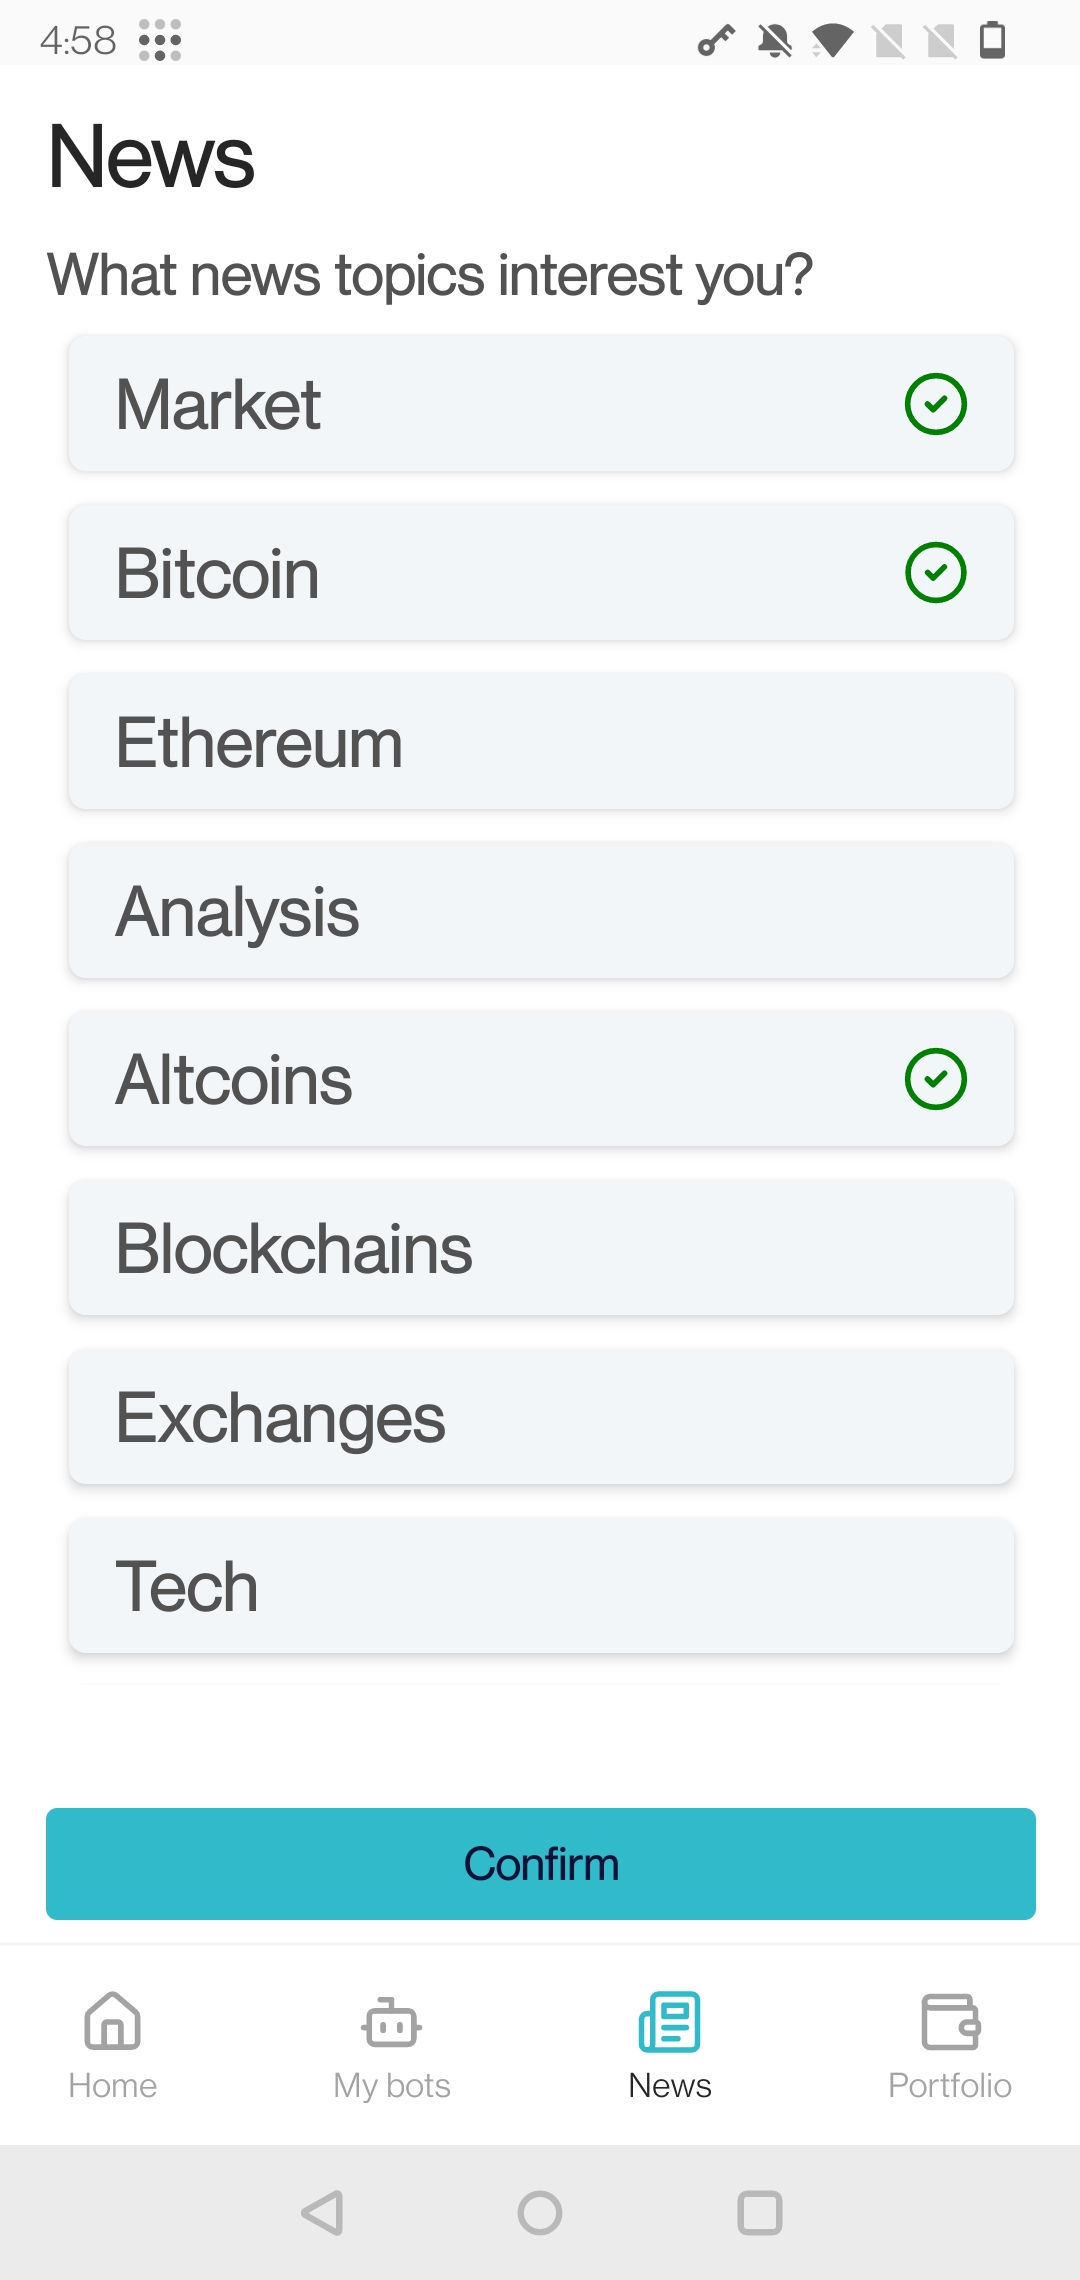 4:58
News
What news topics interest you?
Market
Bitcoin
Ethereum
Analysis
Altcoins
Blockchains
Exchanges
Tech
Confirm
Home
My bots
News
Portfolio